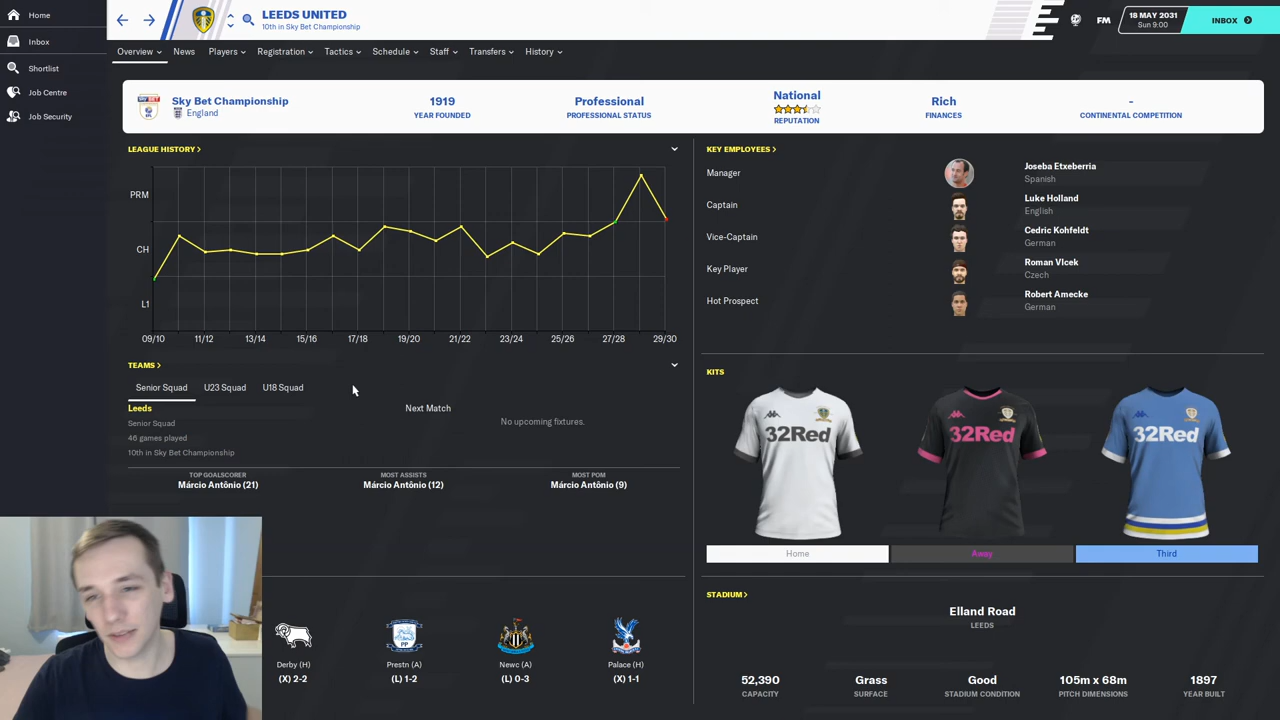 Home
Inbox
Shortlist
Job Centre
Job Security
LEEDS UNITED
10th in Sky Bet Championship
FM
18 MAY 2031
Sun 9:00
INBOX
Overview
News
Players
Registration
Tactics
Schedule
Staff
Transfers
History
Sky Bet Championship
England
1919
YEAR FOUNDED
Professional
PROFESSIONAL STATUS
National
REPUTATION
Rich
FINANCES
-
CONTINENTAL COMPETITION
LEAGUE HISTORY >
PRM
CH
L1
09/10 11/12 13/14 15/16 17/18 19/20 21/22 23/24 25/26 27/28 29/30
TEAMS >
Senior Squad U23 Squad U18 Squad
Leeds
Senior Squad
46 games played
10th in Sky Bet Championship
Next Match
No upcoming fixtures.
TOP GOALSCORER
Márcio Antônio (21)
MOST ASSISTS
Márcio Antônio (12)
MOST POM
Márcio Antônio (9)
Derby (H)
(X) 2-2
Prestn (A)
(L) 1-2
Newc (A)
(L) 0-3
Palace (H)
(X) 1-1
KEY EMPLOYEES >
Manager
Joseba Etxeberria
Spanish
Captain
Luke Holland
English
Vice-Captain
Cedric Kohfeldt
German
Key Player
Roman Vlcek
Czech
Hot Prospect
Robert Amecke
German
KITS
32Red
32Red
32Red
Home
Away
Third
STADIUM >
Elland Road
LEEDS
52,390
CAPACITY
Grass
SURFACE
Good
STADIUM CONDITION
105m x 68m
PITCH DIMENSIONS
1897
YEAR BUILT